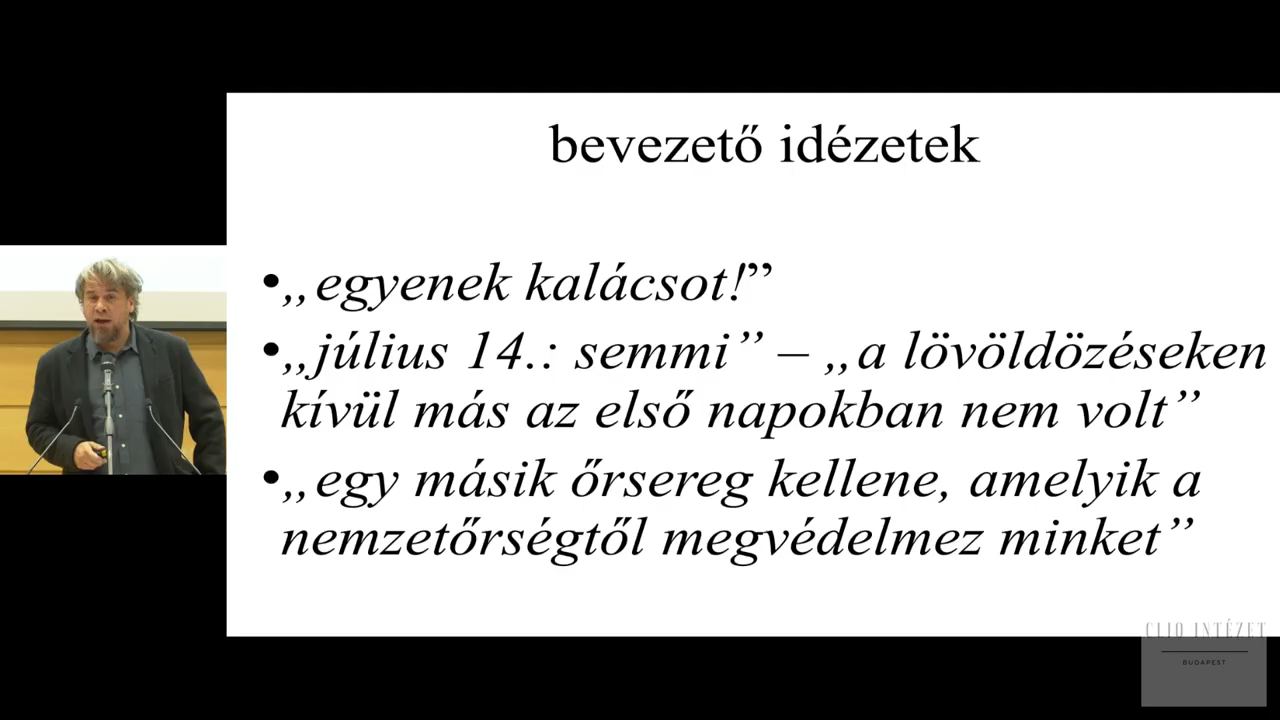 bevezető idézetek
•„egyenek kalácsot!”
•„július 14.: semmi” – „a lövöldözéseken
kívül más az első napokban nem volt”
•„egy másik őrsereg kellene, amelyik a
nemzetőrségtől megvédelmez minket”
CLIO INTÉZET
BUDAPEST